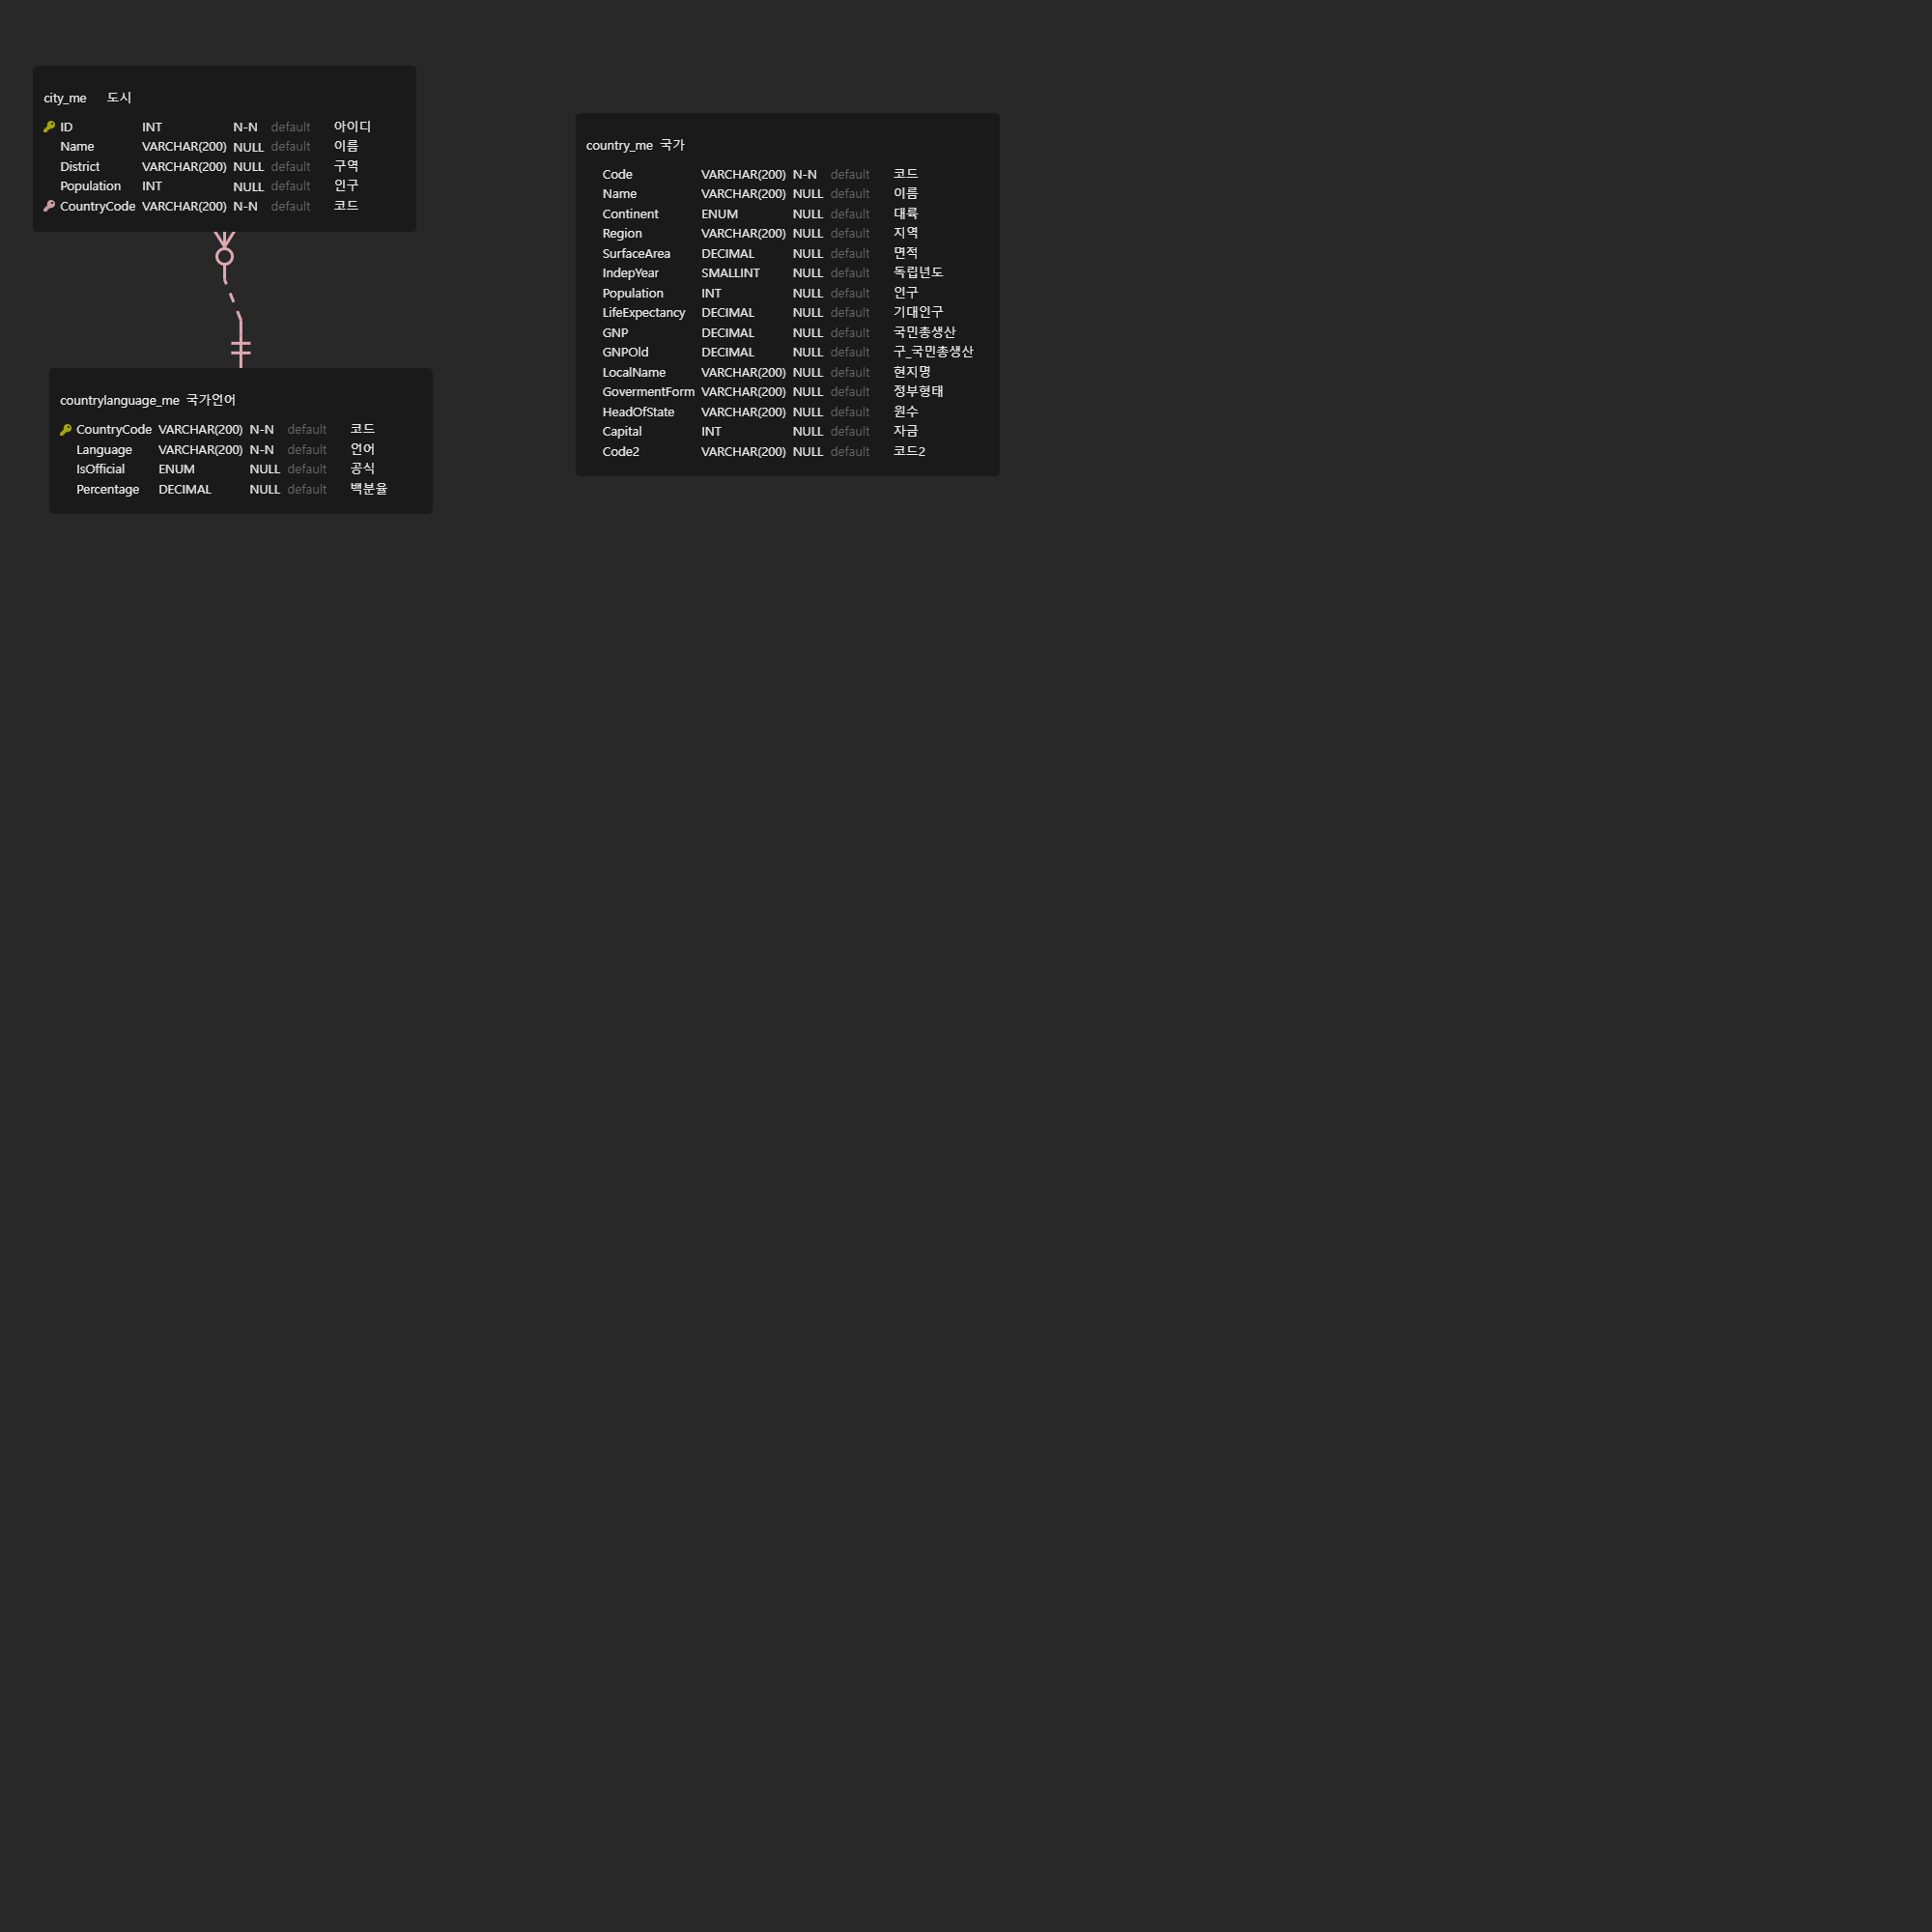 city_me 도시
ID INT N-N default 아이디
Name VARCHAR(200) NULL default 이름
District VARCHAR(200) NULL default 구역
Population INT NULL default 인구
CountryCode VARCHAR(200) N-N default 코드
countrylanguage_me 국가언어
CountryCode VARCHAR(200) N-N default 코드
Language VARCHAR(200) N-N default 언어
IsOfficial ENUM NULL default 공식
Percentage DECIMAL NULL default 백분율
country_me 국가
Code VARCHAR(200) N-N default 코드
Name VARCHAR(200) NULL default 이름
Continent ENUM NULL default 대륙
Region VARCHAR(200) NULL default 지역
SurfaceArea DECIMAL NULL default 면적
IndepYear SMALLINT NULL default 독립년도
Population INT NULL default 인구
LifeExpectancy DECIMAL NULL default 기대인구
GNP DECIMAL NULL default 국민총생산
GNPOld DECIMAL NULL default 구_국민총생산
LocalName VARCHAR(200) NULL default 현지명
GovermentForm VARCHAR(200) NULL default 정부형태
HeadOfState VARCHAR(200) NULL default 원수
Capital INT NULL default 자금
Code2 VARCHAR(200) NULL default 코드2